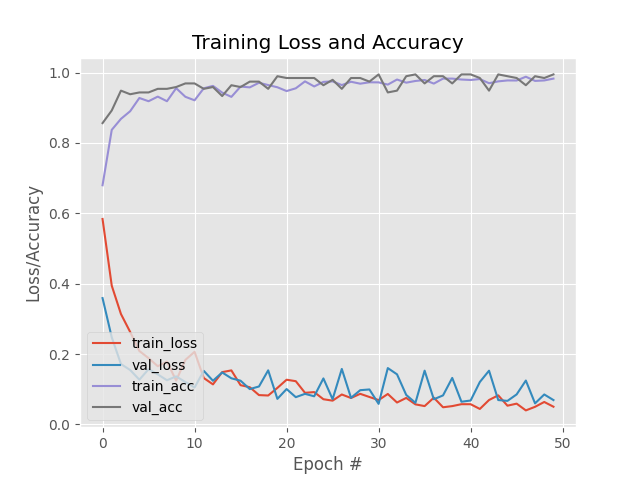 Training Loss and Accuracy
Loss/Accuracy
1.0
0.8
0.6
0.4
0.2
0.0
train_loss
val_loss
train_acc
val_acc
0 10 20 30 40 50
Epoch #